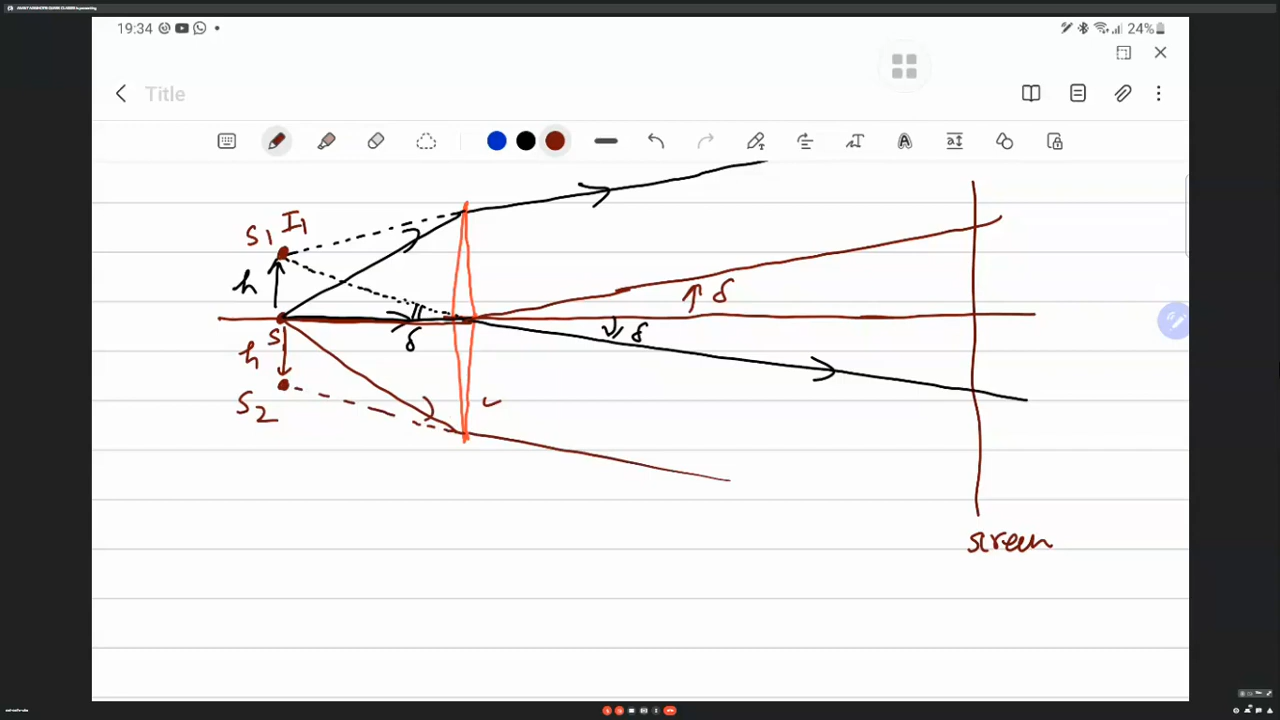 19:34
24%
Title
S1 I1
h
δ
S
δ
δ
h
S2
screen